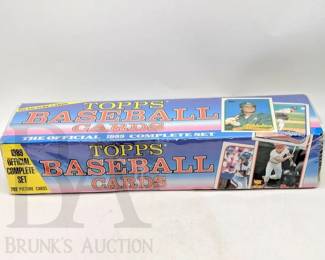 TOPPS®
BASEBALL
CARDS
THE OFFICIAL 1989 COMPLETE SET
1989
OFFICIAL
COMPLETE
SET
792 PICTURE CARDS
TOPPS®
BASEBALL
CARDS
BA
BRUNK'S AUCTION